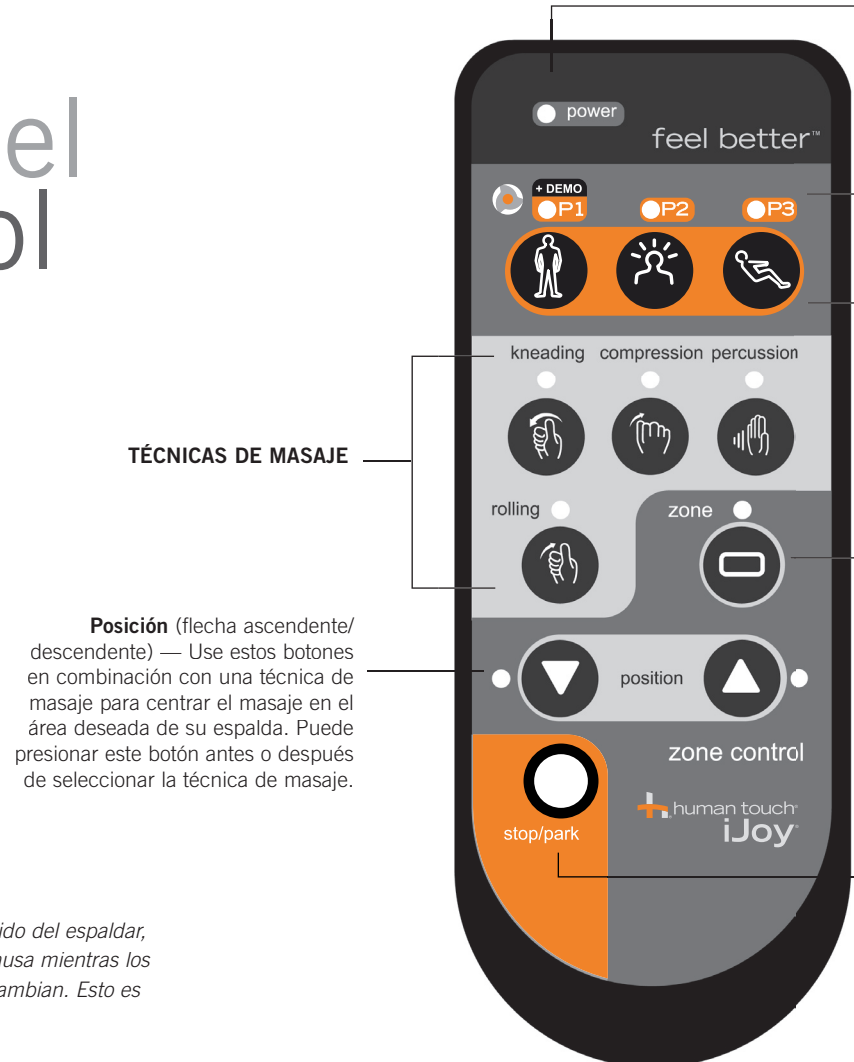 el
ol
power
feel better™
+ DEMO
P1 P2 P3
kneading compression percussion
TÉCNICAS DE MASAJE
rolling zone
Posición (flecha ascendente/
descendente) — Use estos botones
en combinación con una técnica de
masaje para centrar el masaje en el
área deseada de su espalda. Puede
presionar este botón antes o después
de seleccionar la técnica de masaje.
position
zone control
human touch®
iJoy®
stop/park
ido del espaldar,
usa mientras los
ambian. Esto es